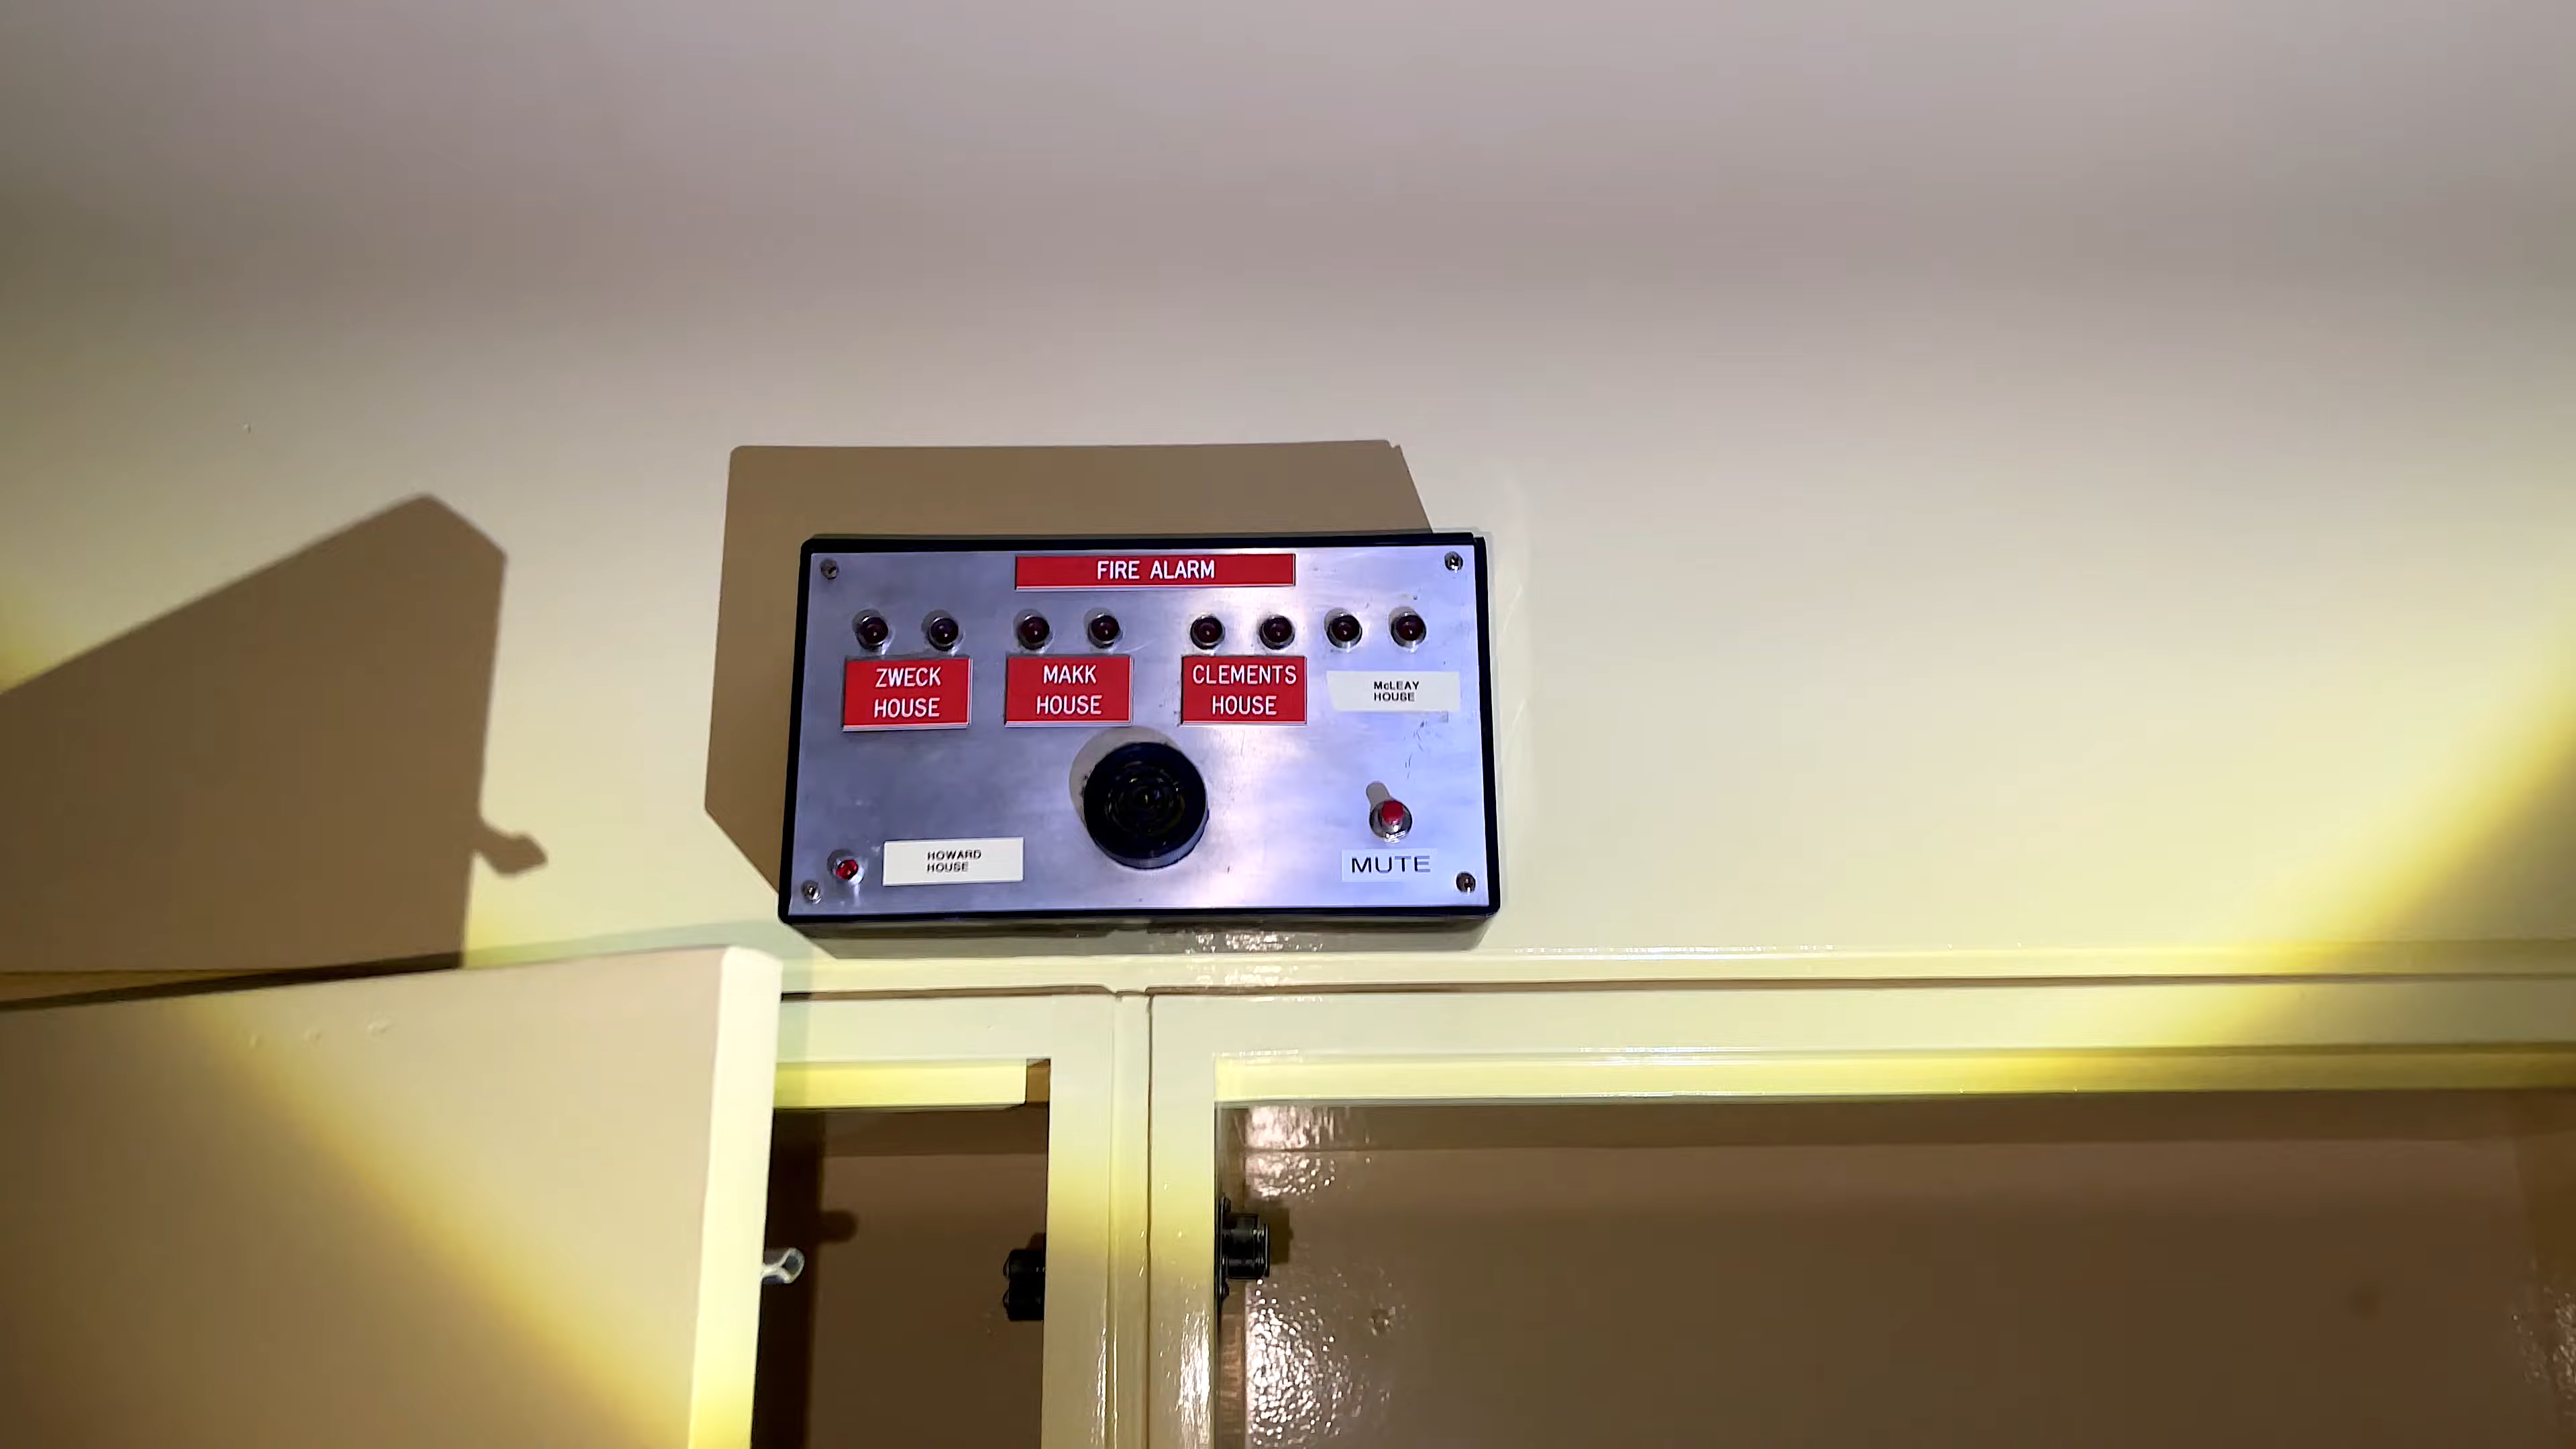 FIRE ALARM
ZWECK
HOUSE
MAKK
HOUSE
CLEMENTS
HOUSE
McLEAY
HOUSE
HOWARD
HOUSE
MUTE